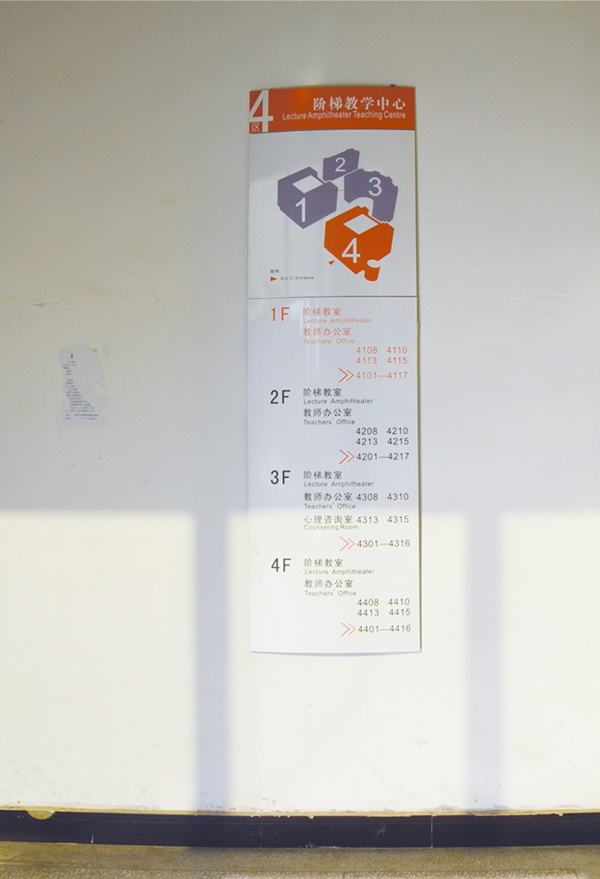 4区
阶梯教学中心
Lecture Amphitheater Teaching Centre
2
3
1
4
出入口 Entrance
1F 阶梯教室
Lecture Amphitheater
教师办公室
Teachers' Office
4108 4110
4113 4115
4101—4117
2F 阶梯教室
Lecture Amphitheater
教师办公室
Teachers' Office
4208 4210
4213 4215
4201—4217
3F 阶梯教室
Lecture Amphitheater
教师办公室 4308 4310
Teachers' Office
心理咨询室 4313 4315
Counseling Room
4301—4316
4F 阶梯教室
Lecture Amphitheater
教师办公室
Teachers' Office
4408 4410
4413 4415
4401—4416